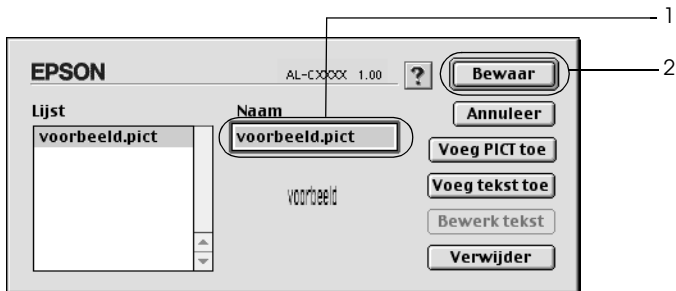 1
EPSON
AL-CXXXX 1.00
?
Bewaar
2
Lijst
Naam
Annuleer
voorbeeld.pict
voorbeeld.pict
Voeg PICT toe
voorbeeld
Voeg tekst toe
Bewerk tekst
Verwijder